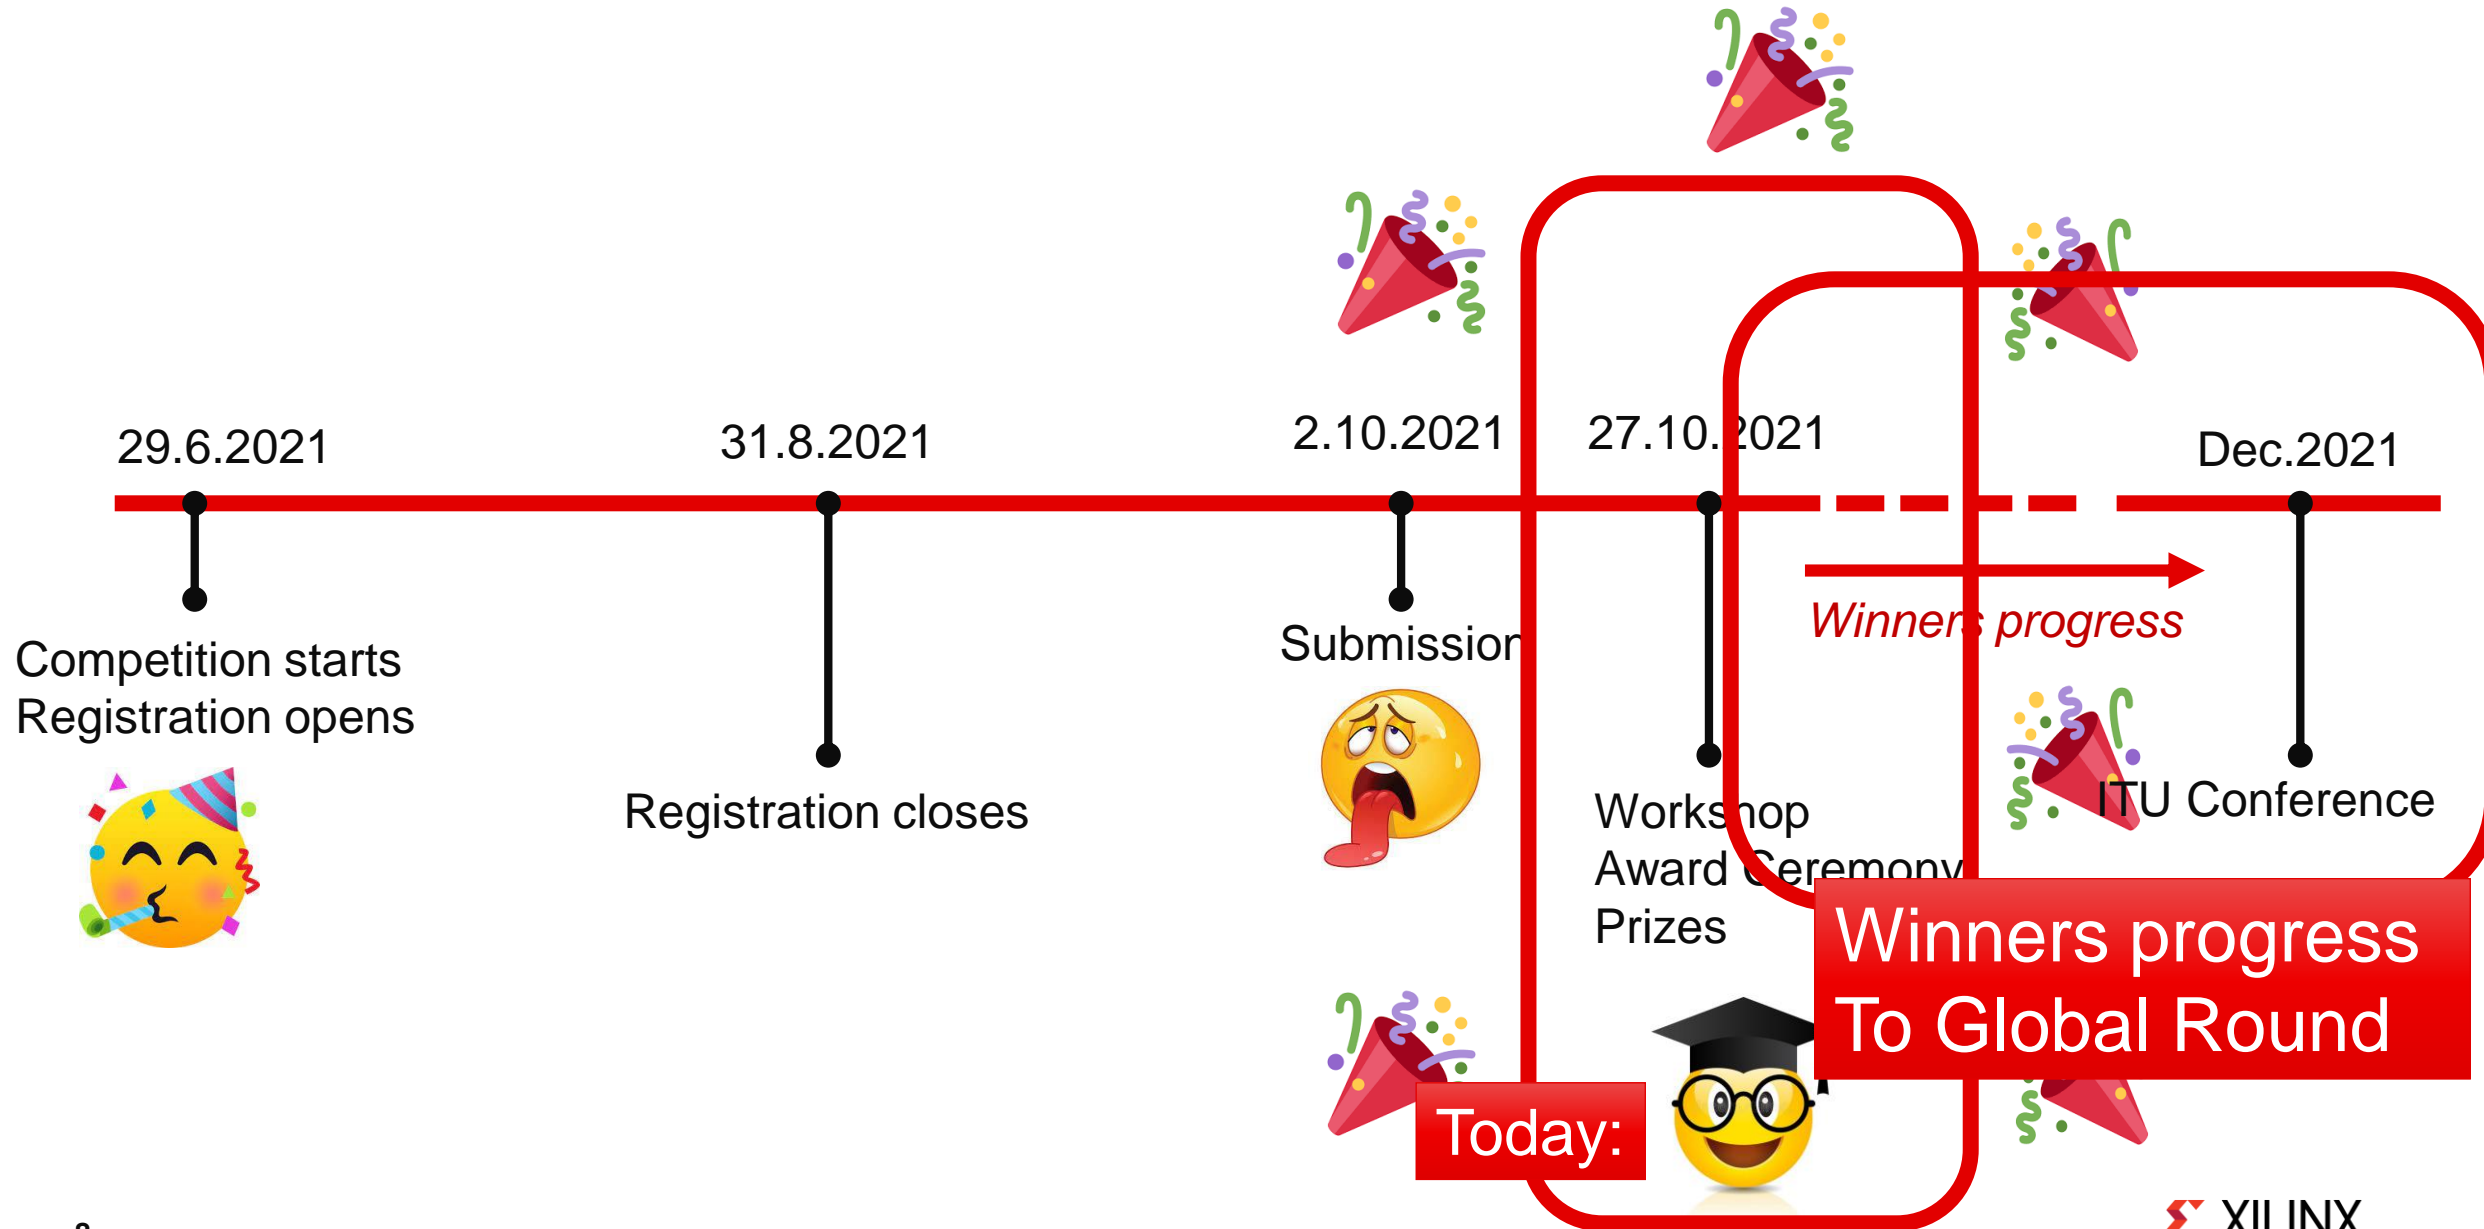 29.6.2021
31.8.2021
2.10.2021
27.10.2021
Dec.2021
Competition starts
Registration opens
Registration closes
Submission
Winners progress
Workshop
Award Ceremony
Prizes
ITU Conference
Winners progress
To Global Round
Today:
XILINX